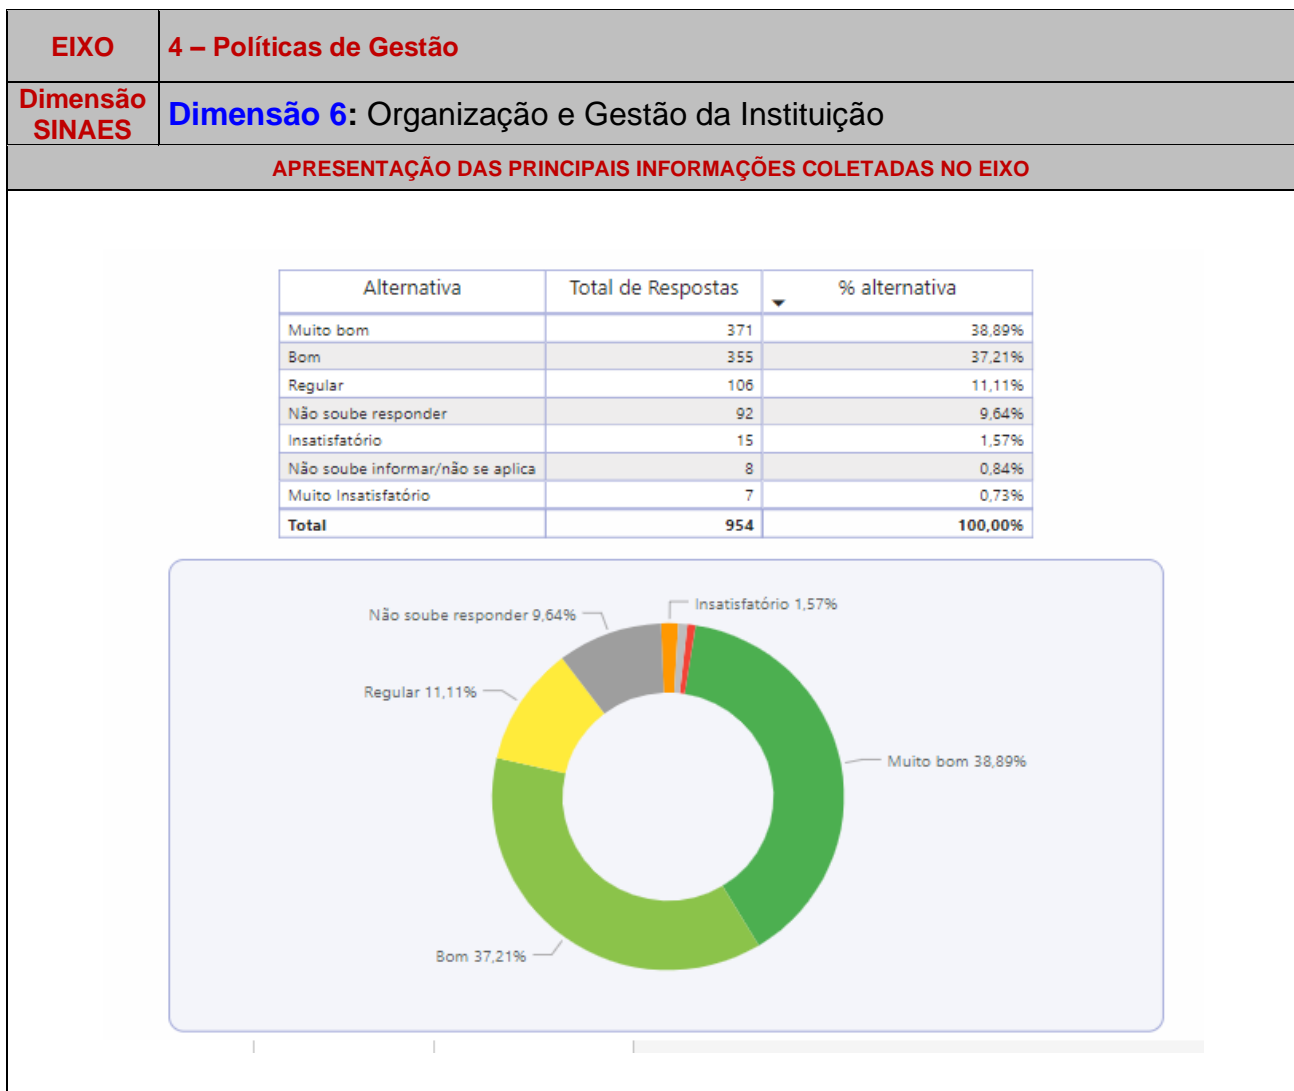 EIXO 4 – Políticas de Gestão
Dimensão SINAES Dimensão 6: Organização e Gestão da Instituição
APRESENTAÇÃO DAS PRINCIPAIS INFORMAÇÕES COLETADAS NO EIXO
Alternativa Total de Respostas % alternativa
Muito bom 371 38,89%
Bom 355 37,21%
Regular 106 11,11%
Não soube responder 92 9,64%
Insatisfatório 15 1,57%
Não soube informar/não se aplica 8 0,84%
Muito Insatisfatório 7 0,73%
Total 954 100,00%
Insatisfatório 1,57%
Não soube responder 9,64%
Regular 11,11%
Muito bom 38,89%
Bom 37,21%